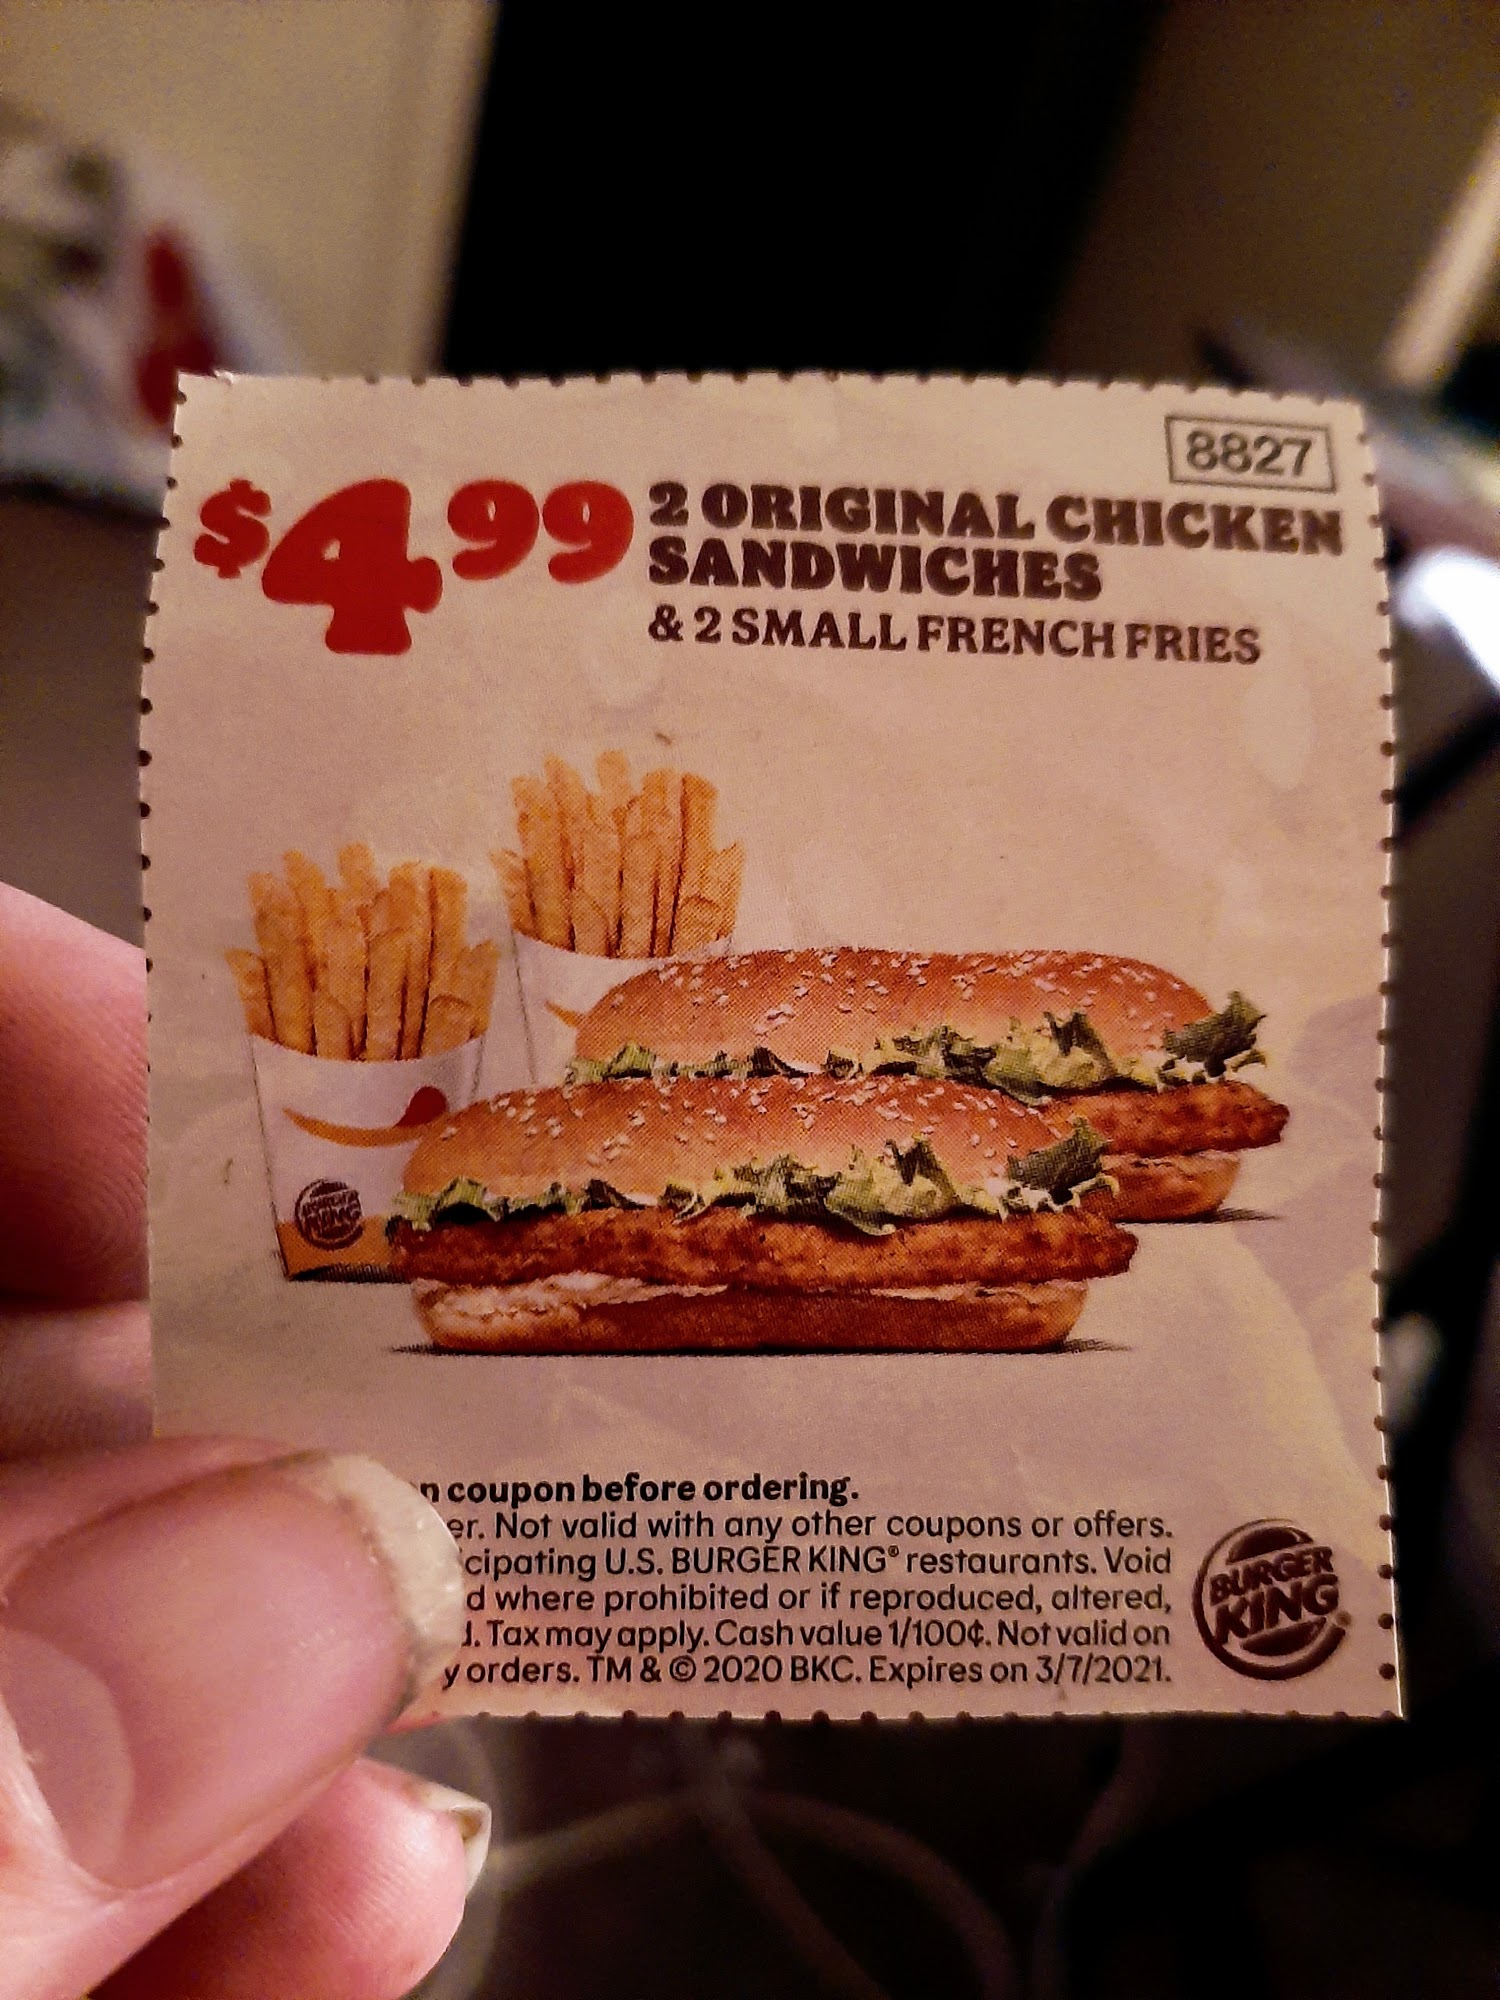 8827
$4.99
2 ORIGINAL CHICKEN
SANDWICHES
& 2 SMALL FRENCH FRIES
BURGER
KING
coupon before ordering.
Not valid with any other coupons or offers.
U.S. BURGER KING® restaurants. Void
where prohibited or if reproduced, altered,
Tax may apply. Cash value 1/100¢. Not valid on
orders. TM & © 2020 BKC. Expires on 3/7/2021.
BURGER
KING®